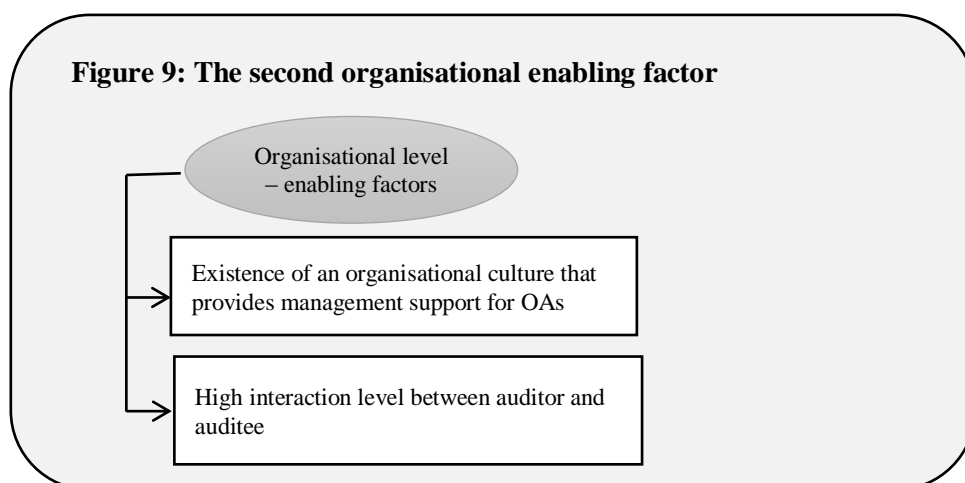 Figure 9: The second organisational enabling factor
Organisational level
– enabling factors
Existence of an organisational culture that
provides management support for OAs
High interaction level between auditor and
auditee